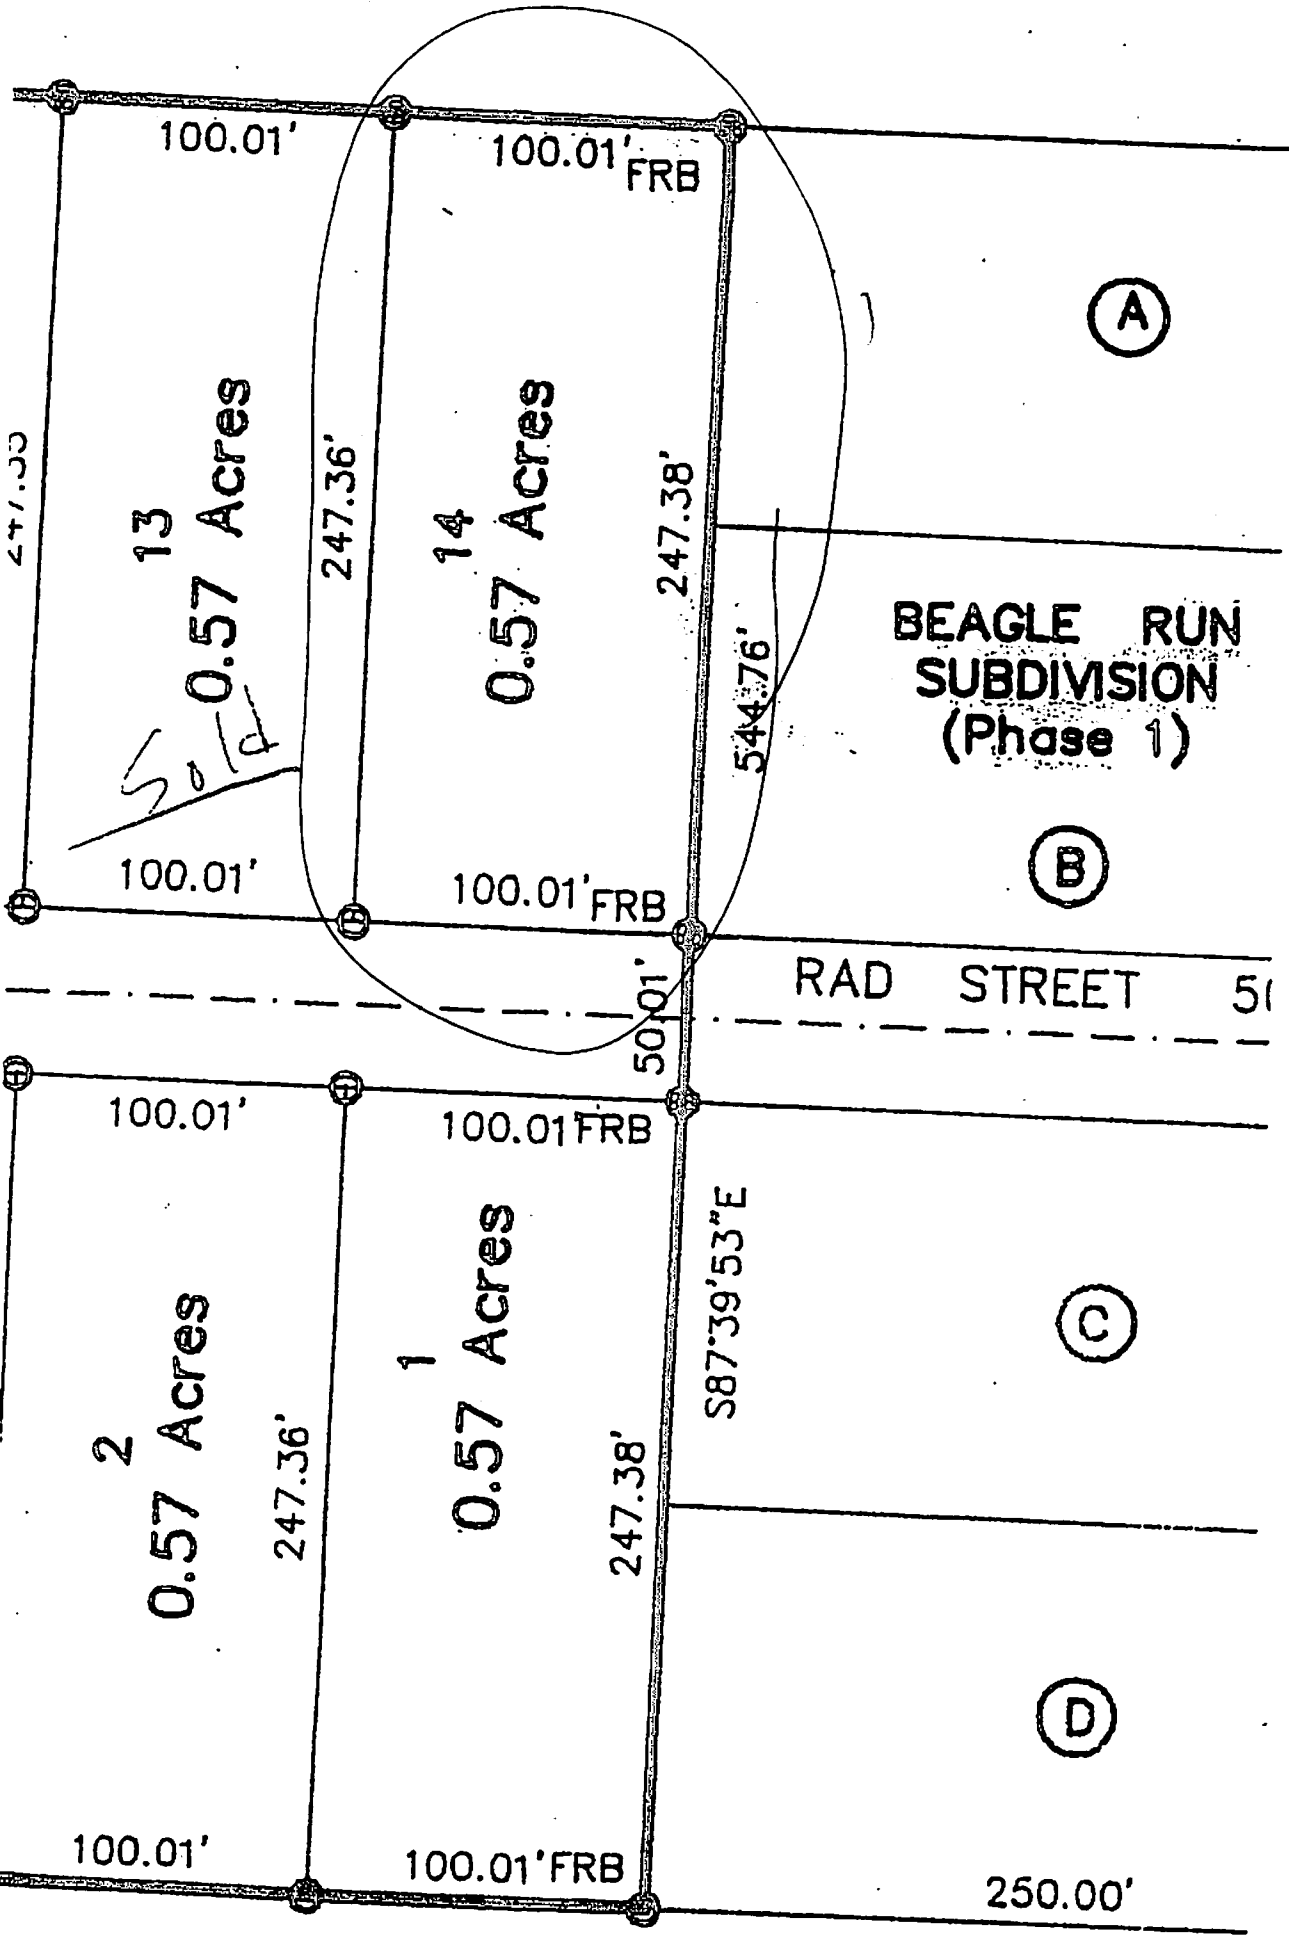 100.01'
100.01'
FRB
A
13
0.57 Acres
247.36'
14
0.57 Acres
247.38'
544.76'
BEAGLE RUN
SUBDIVISION
(Phase 1)
Sold
B
100.01'
100.01'FRB
50.01'
RAD STREET
100.01'
100.01'FRB
S87°39'53"E
C
2
0.57 Acres
247.36'
1
0.57 Acres
247.38'
D
100.01'
100.01'FRB
250.00'